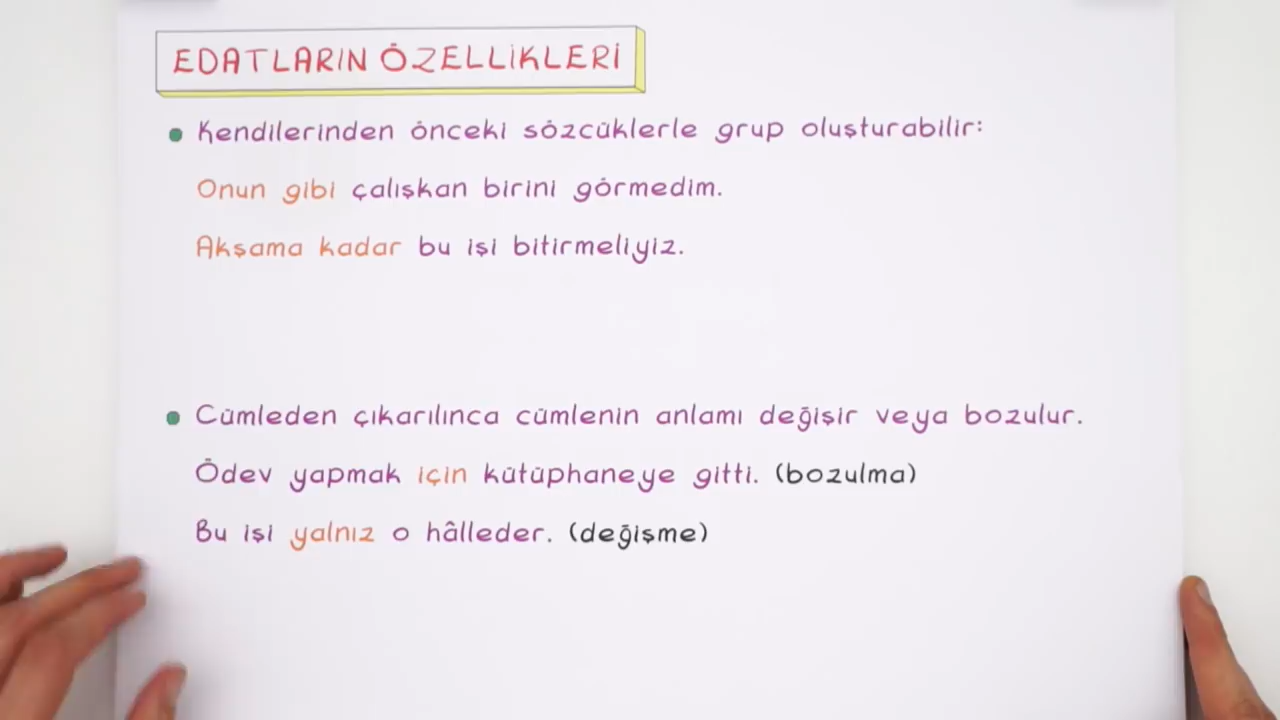 EDATLARIN ÖZELLİKLERİ
Kendilerinden önceki sözcüklerle grup oluşturabilir:
Onun gibi çalışkan birini görmedim.
Akşama kadar bu işi bitirmeliyiz.
Cümleden çıkarılınca cümlenin anlamı değişir veya bozulur.
Ödev yapmak için kütüphaneye gitti. (bozulma)
Bu işi yalnız o hâlleder. (değişme)